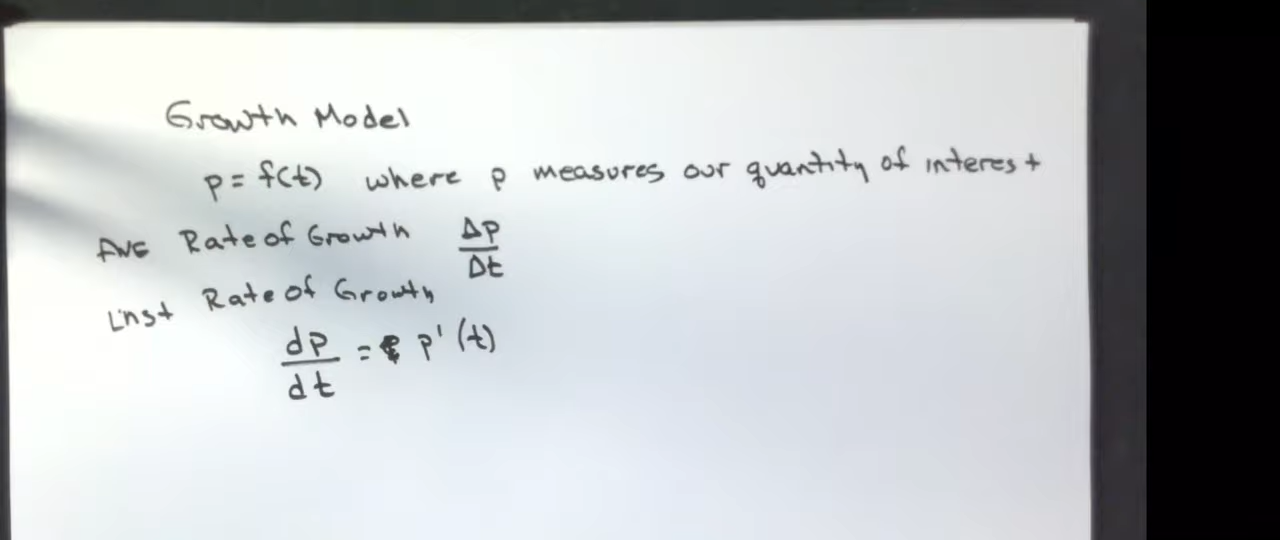 Growth Model
p = f(t) where p measures our quantity of interest
Ave Rate of Growth Δp/Δt
Inst Rate of Growth
dp/dt = p'(t)